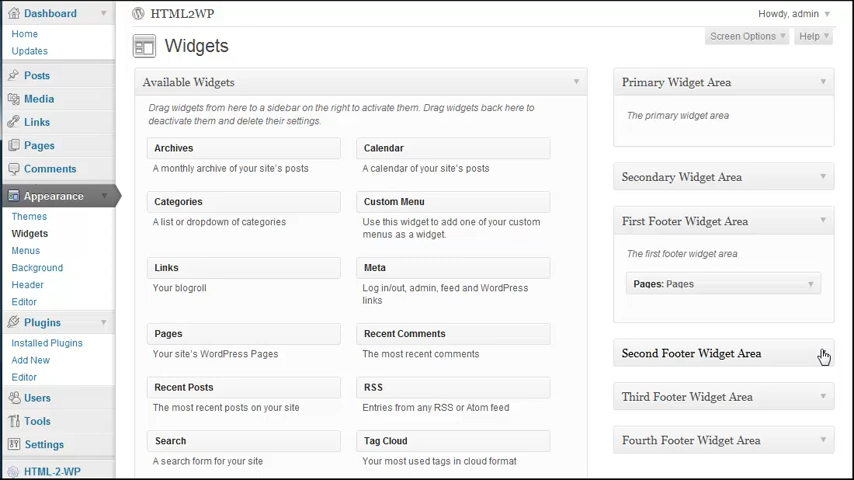 Dashboard
Home
Updates
Posts
Media
Links
Pages
Comments
Appearance
Themes
Widgets
Menus
Background
Header
Editor
Plugins
Installed Plugins
Add New
Editor
Users
Tools
Settings
HTML-2-WP
HTML2WP
Howdy, admin
Screen Options
Help
Widgets
Available Widgets
Drag widgets from here to a sidebar on the right to activate them. Drag widgets back here to
deactivate them and delete their settings.
Archives
A monthly archive of your site's posts
Calendar
A calendar of your site's posts
Categories
A list or dropdown of categories
Custom Menu
Use this widget to add one of your custom
menus as a widget.
Links
Your blogroll
Meta
Log in/out, admin, feed and WordPress
links
Pages
Your site's WordPress Pages
Recent Comments
The most recent comments
Recent Posts
The most recent posts on your site
RSS
Entries from any RSS or Atom feed
Search
A search form for your site
Tag Cloud
Your most used tags in cloud format
Primary Widget Area
The primary widget area
Secondary Widget Area
First Footer Widget Area
The first footer widget area
Pages: Pages
Second Footer Widget Area
Third Footer Widget Area
Fourth Footer Widget Area